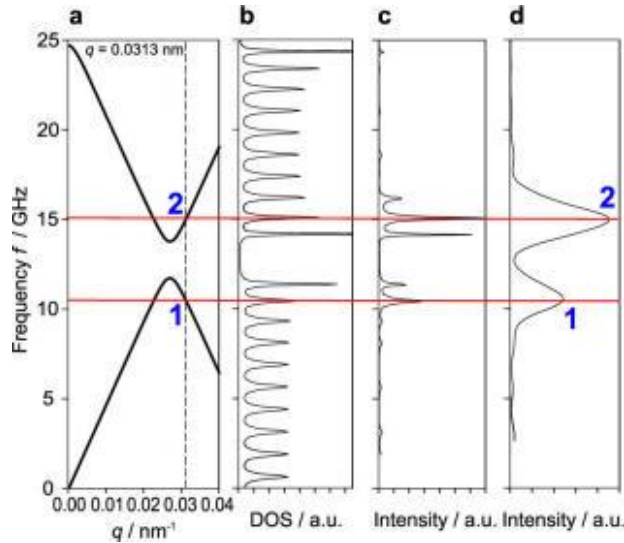 a b c d
25
20
15
10
5
0
Frequency f / GHz
q = 0.0313 nm
2
1
2
1
0.00 0.01 0.02 0.03 0.04
q / nm-1
DOS / a.u.
Intensity / a.u.
Intensity / a.u.